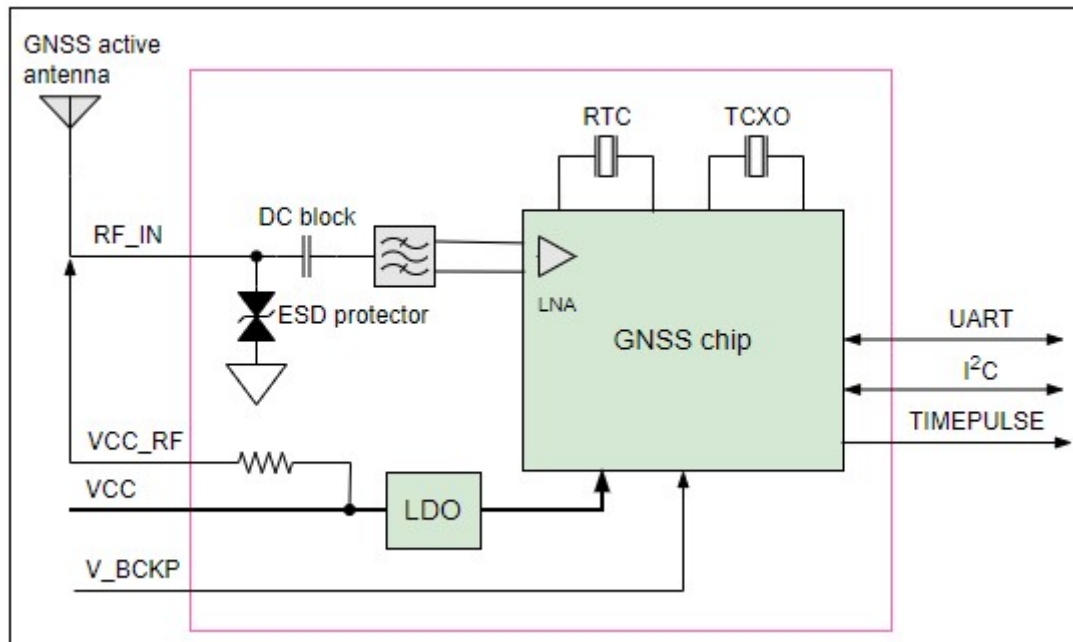 GNSS active
antenna
RTC
TCXO
DC block
RF_IN
LNA
ESD protector
GNSS chip
UART
I²C
TIMEPULSE
VCC_RF
VCC
LDO
V_BCKP